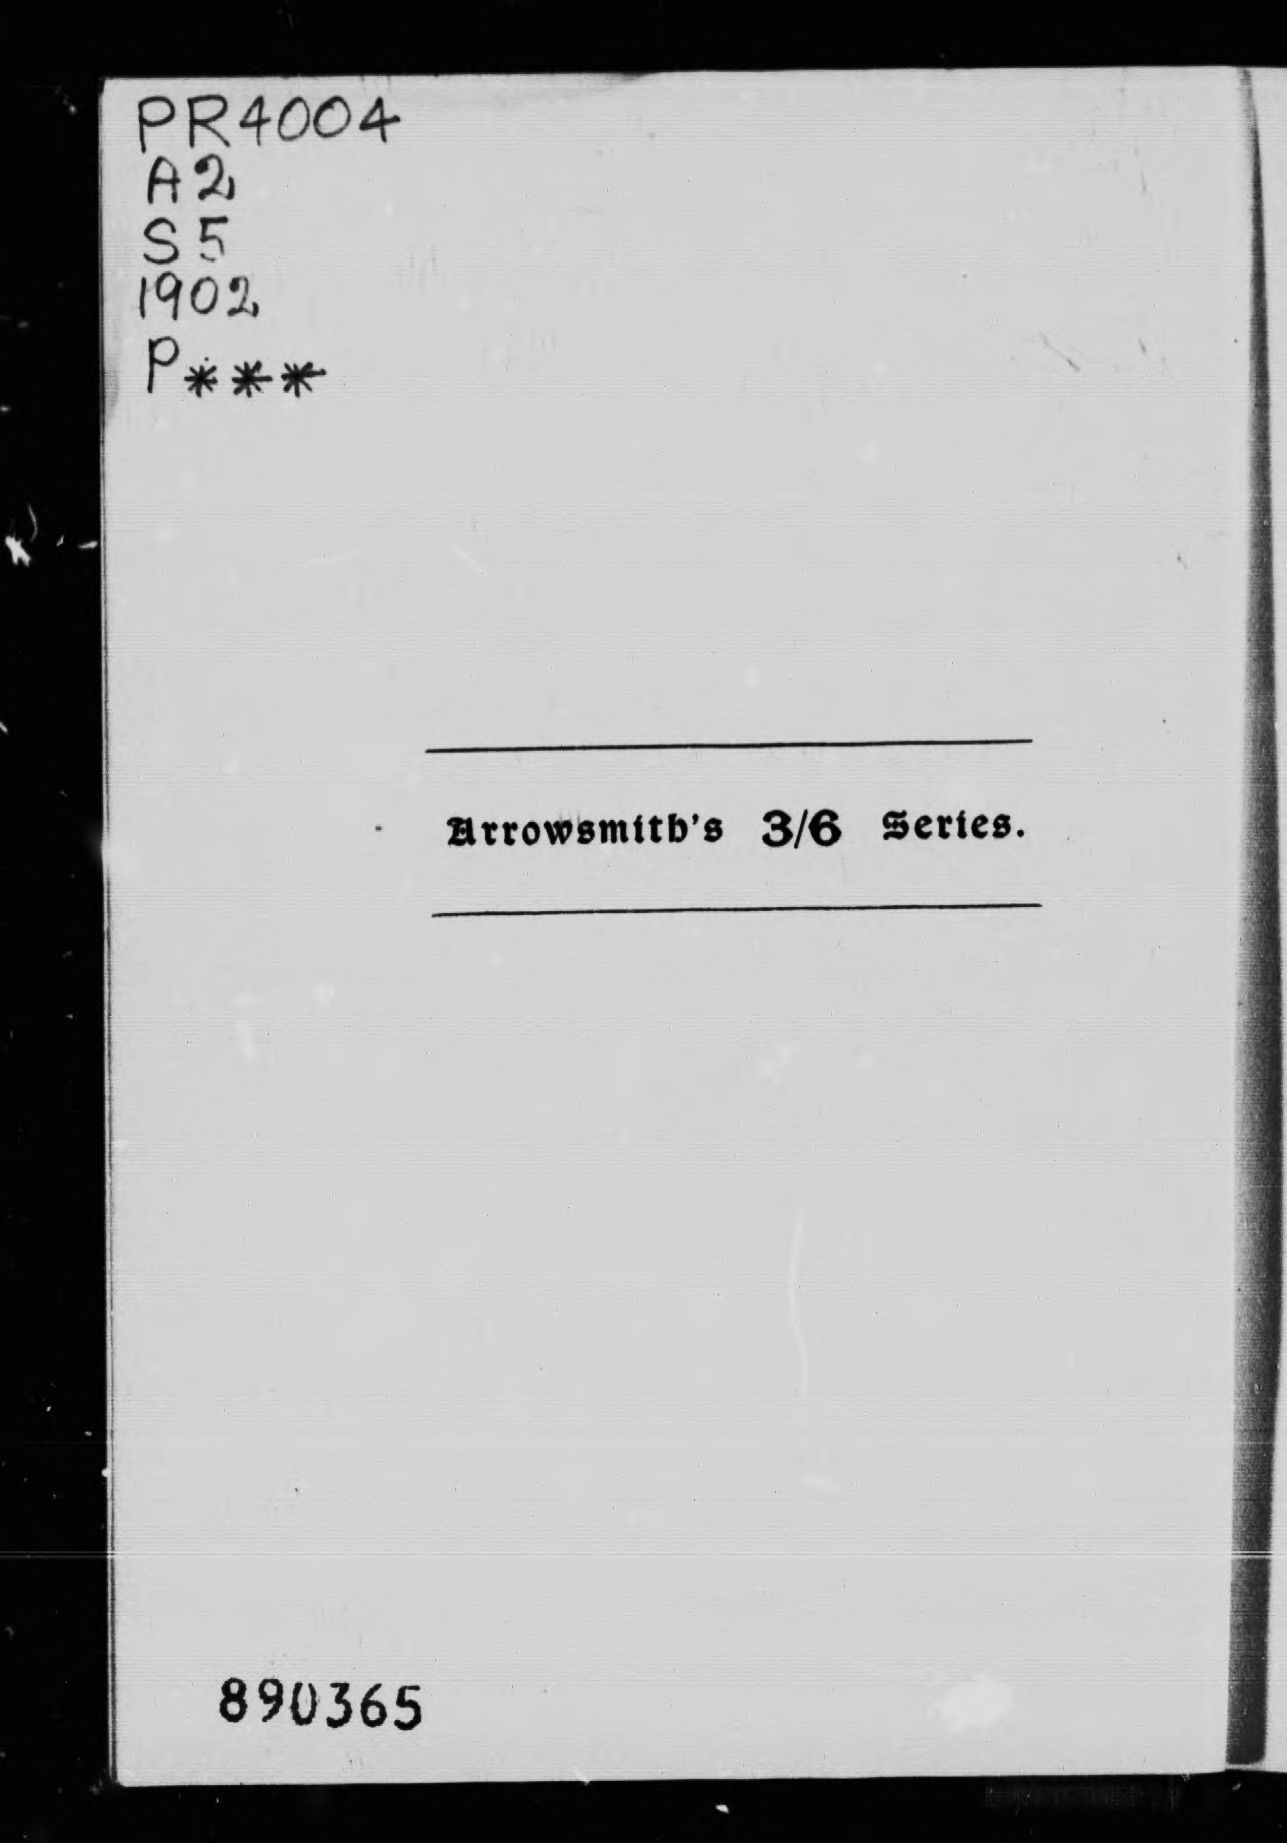 PR4004
A2
S5
1902
P***
Arrowsmith's 3/6 Series.
890365